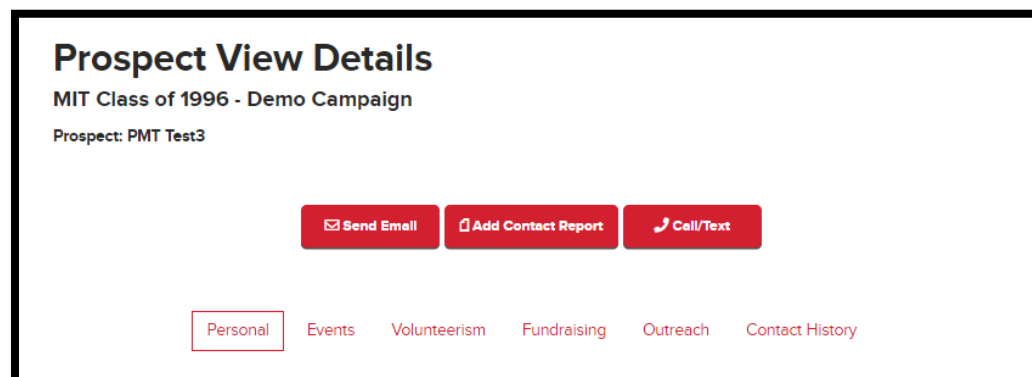 Prospect View Details
MIT Class of 1996 - Demo Campaign
Prospect: PMT Test3
Send Email Add Contact Report Call/Text
Personal Events Volunteerism Fundraising Outreach Contact History